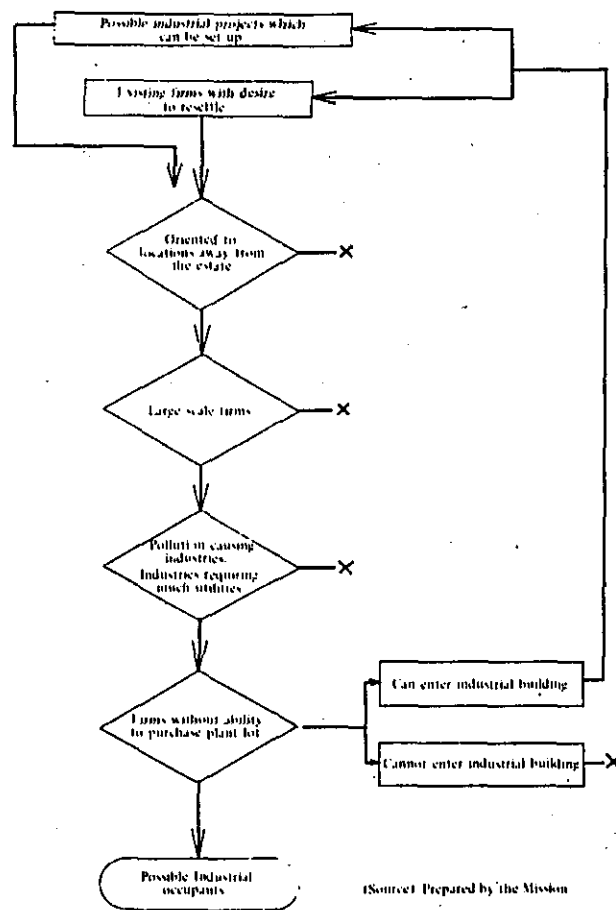 Possible industrial projects which
can be set up
Existing firms with desire
to resettle
Oriented to
locations away from
the estate
X
Large scale firms
X
Pollution causing
industries.
Industries requiring
much utilities
X
Firms without ability
to purchase plant lot
Can enter industrial building
Cannot enter industrial building
X
Possible Industrial
occupants
(Source) Prepared by the Mission